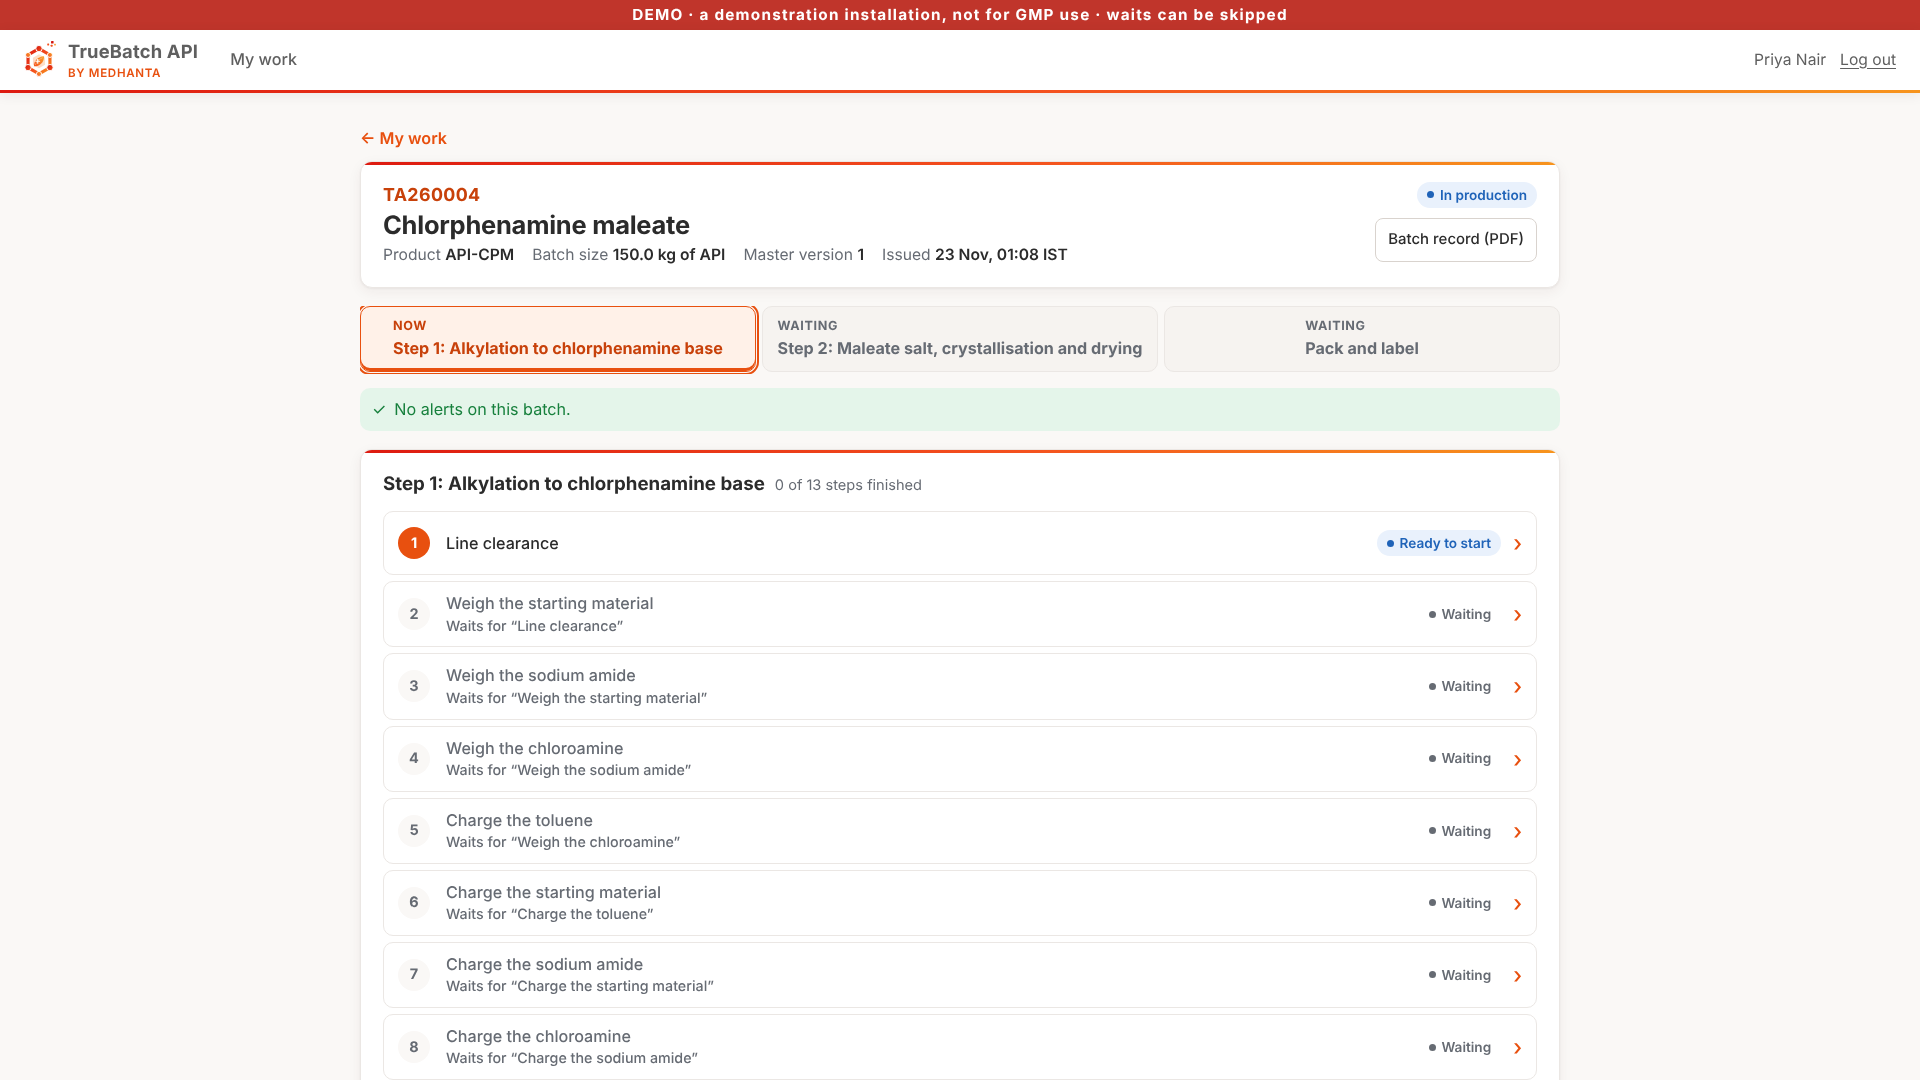 DEMO · a demonstration installation, not for GMP use · waits can be skipped
TrueBatch API
BY MEDHANTA
My work
Priya Nair
Log out
← My work
TA260004
In production
Chlorphenamine maleate
Batch record (PDF)
Product API-CPM Batch size 150.0 kg of API Master version 1 Issued 23 Nov, 01:08 IST
NOW
Step 1: Alkylation to chlorphenamine base
WAITING
Step 2: Maleate salt, crystallisation and drying
WAITING
Pack and label
✓ No alerts on this batch.
Step 1: Alkylation to chlorphenamine base 0 of 13 steps finished
1 Line clearance Ready to start
2 Weigh the starting material
Waits for “Line clearance”
Waiting
3 Weigh the sodium amide
Waits for “Weigh the starting material”
Waiting
4 Weigh the chloroamine
Waits for “Weigh the sodium amide”
Waiting
5 Charge the toluene
Waits for “Weigh the chloroamine”
Waiting
6 Charge the starting material
Waits for “Charge the toluene”
Waiting
7 Charge the sodium amide
Waits for “Charge the starting material”
Waiting
8 Charge the chloroamine
Waits for “Charge the sodium amide”
Waiting